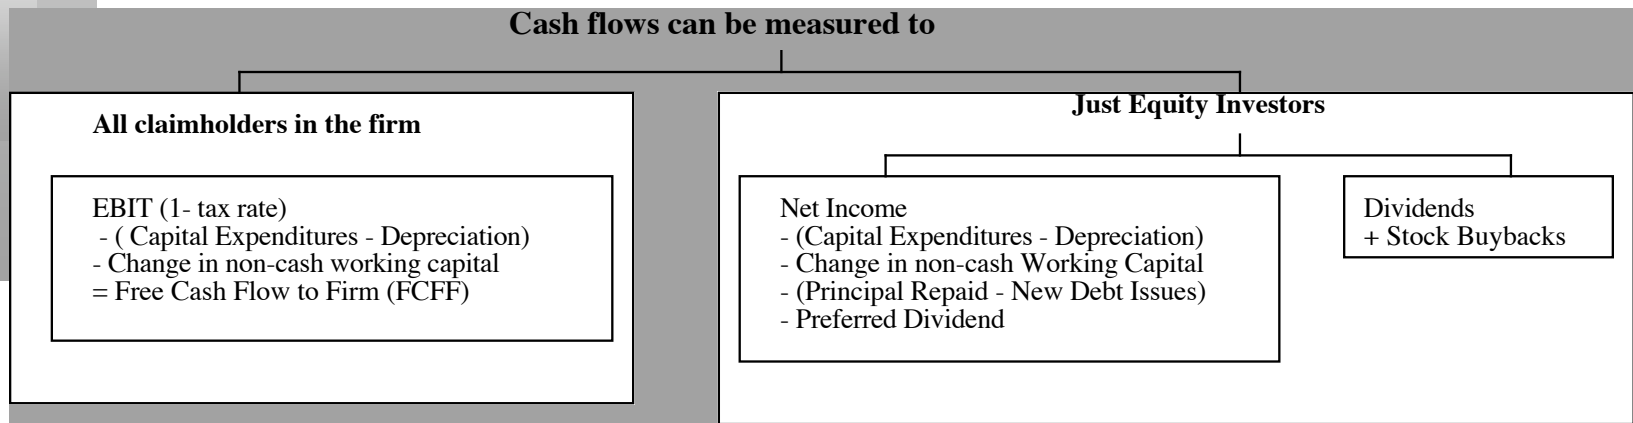 Cash flows can be measured to
All claimholders in the firm
EBIT (1- tax rate)
- ( Capital Expenditures - Depreciation)
- Change in non-cash working capital
= Free Cash Flow to Firm (FCFF)
Just Equity Investors
Net Income
- (Capital Expenditures - Depreciation)
- Change in non-cash Working Capital
- (Principal Repaid - New Debt Issues)
- Preferred Dividend
Dividends
+ Stock Buybacks